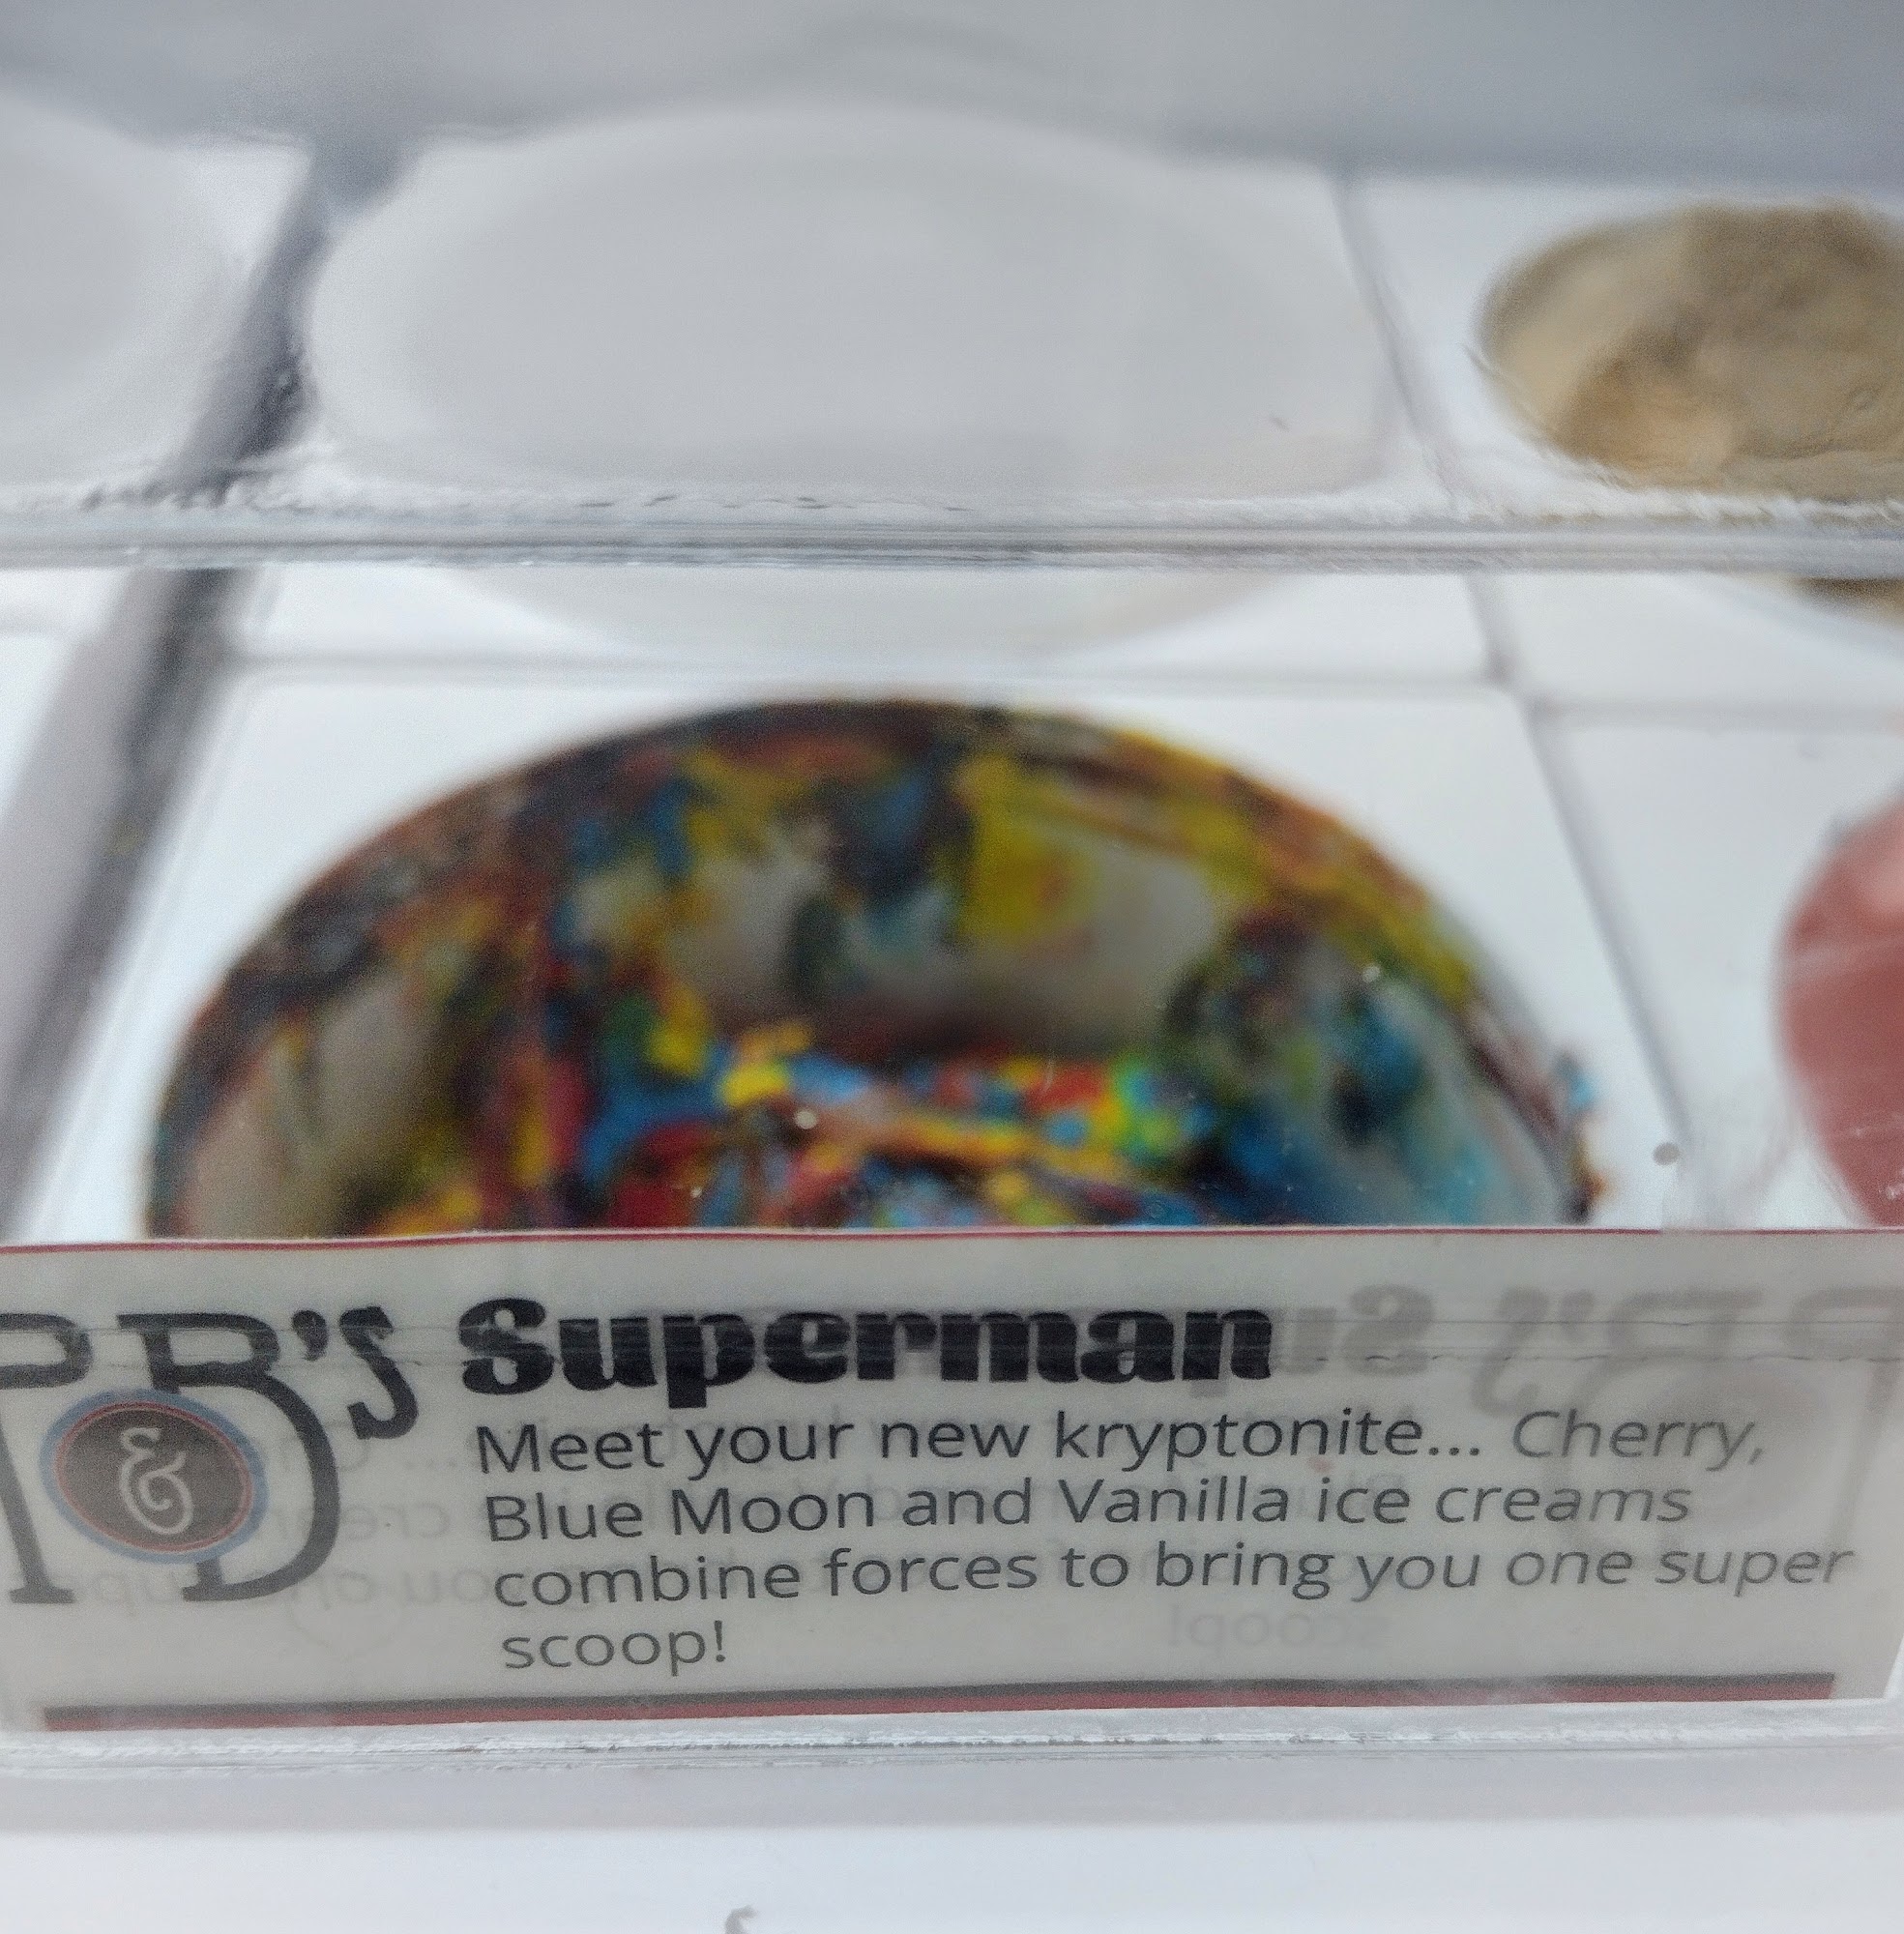 P&B's
Superman
Meet your new kryptonite... Cherry,
Blue Moon and Vanilla ice creams
combine forces to bring you one super
scoop!